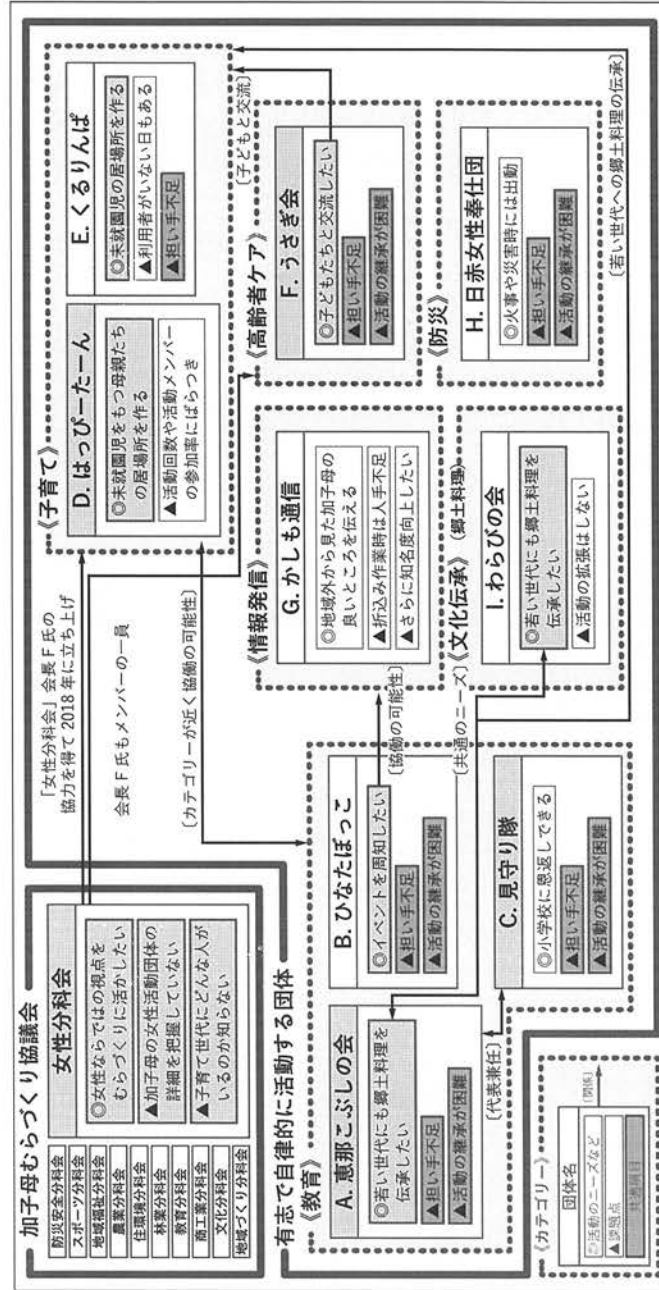 加子母むらづくり協議会
防災安全分科会
スポーツ分科会
地域福祉分科会
農業分科会
住環境分科会
林業分科会
教育分科会
商工業分科会
文化分科会
地域づくり分科会
女性分科会
◎女性ならではの視点を
むらづくりに活かしたい
▲加子母の女性活動団体の
詳細を把握していない
▲子育て世代にどんな人が
いるのか知らない
「女性分科会」会長F氏の
協力を得て2018年に立ち上げ
会長F氏もメンバーの一員
〔カテゴリーが近く協働の可能性〕
《子育て》
D. はっぴーたーん
◎未就園児をもつ母親たち
の居場所を作る
▲活動回数や活動メンバー
の参加率にばらつき
E. くるりんぱ
◎未就園児の居場所を作る
▲利用者がいない日もある
▲担い手不足
〔子どもと交流〕
有志で自律的に活動する団体
《教育》
A. 恵那こぶしの会
◎若い世代にも郷土料理を
伝承したい
▲担い手不足
▲活動の継承が困難
B. ひなたぼっこ
◎イベントを周知したい
▲担い手不足
▲活動の継承が困難
〔代表兼任〕
C. 見守り隊
◎小学校に恩返しできる
▲担い手不足
▲活動の継承が困難
〔協働の可能性〕
〔共通のニーズ〕
《情報発信》
G. かしも通信
◎地域外から見た加子母の
良いところを伝える
▲折込み作業時は人手不足
▲さらに知名度向上したい
《高齢者ケア》
F. うさぎ会
◎子どもたちと交流したい
▲担い手不足
▲活動の継承が困難
《文化伝承》(郷土料理)
I. わらびの会
◎若い世代にも郷土料理を
伝承したい
▲活動の拡張はしない
《防災》
H. 日赤女性奉仕団
◎火事や災害時には出動
▲担い手不足
▲活動の継承が困難
〔若い世代への郷土料理の伝承〕
《カテゴリー》
団体名
◎活動のニーズなど
▲課題点
共通項目
〔関係〕